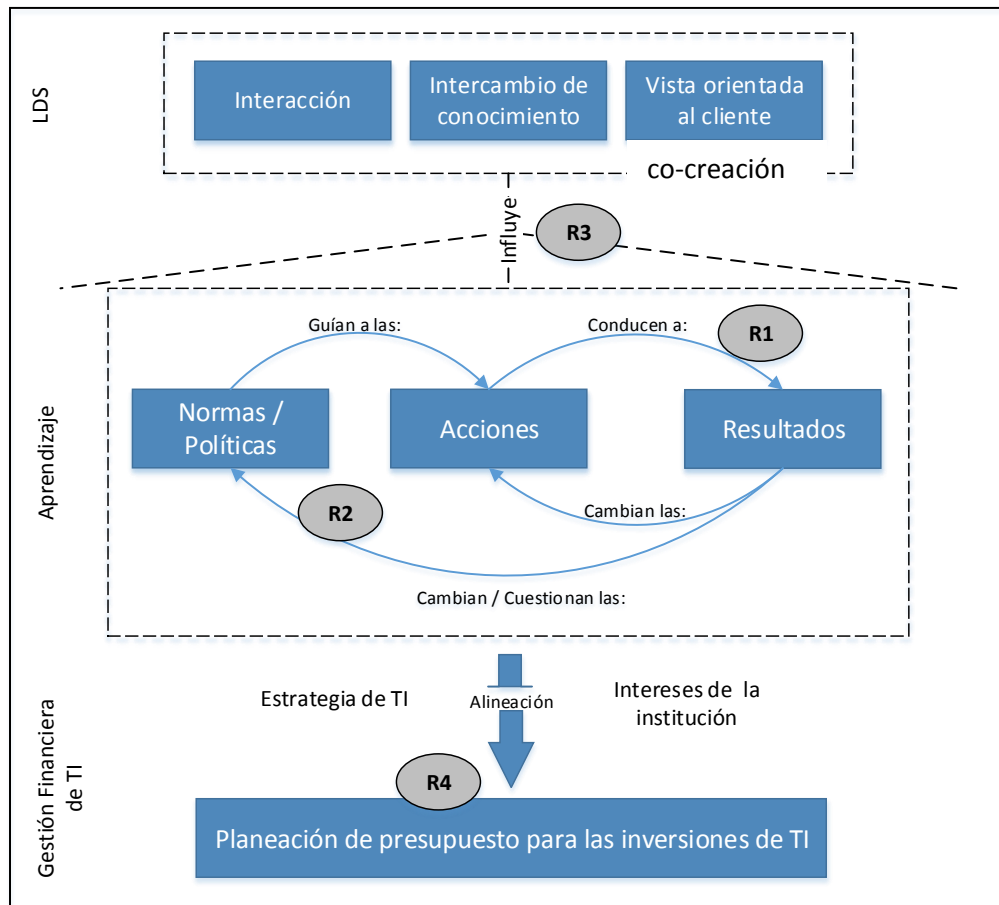 LDS
Interacción
Intercambio de
conocimiento
Vista orientada
al cliente
co-creación
Influye
R3
Aprendizaje
Guían a las:
Conducen a:
R1
Normas /
Políticas
Acciones
Resultados
R2
Cambian las:
Cambian / Cuestionan las:
Gestión Financiera
de TI
Estrategia de TI
Alineación
Intereses de la
institución
R4
Planeación de presupuesto para las inversiones de TI